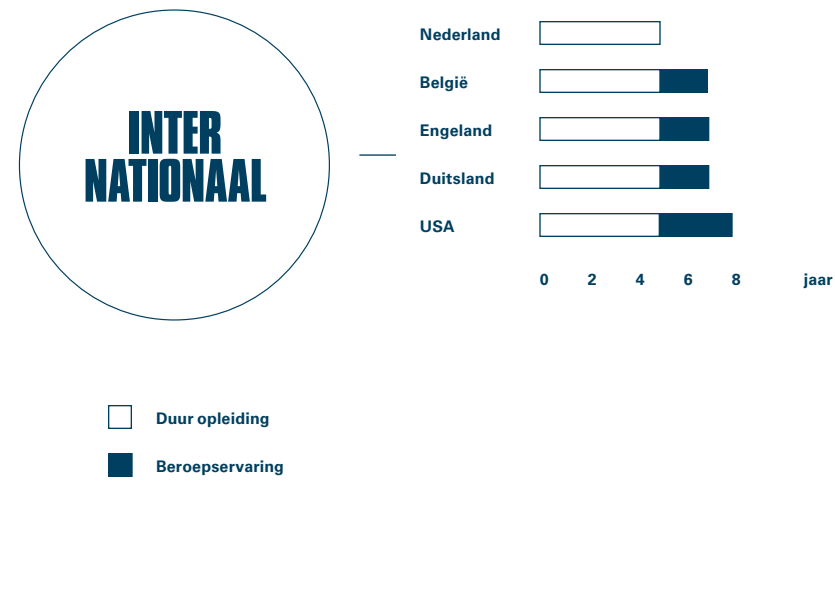 INTER
NATIONAAL
Nederland
België
Engeland
Duitsland
USA
0 2 4 6 8 jaar
Duur opleiding
Beroepservaring